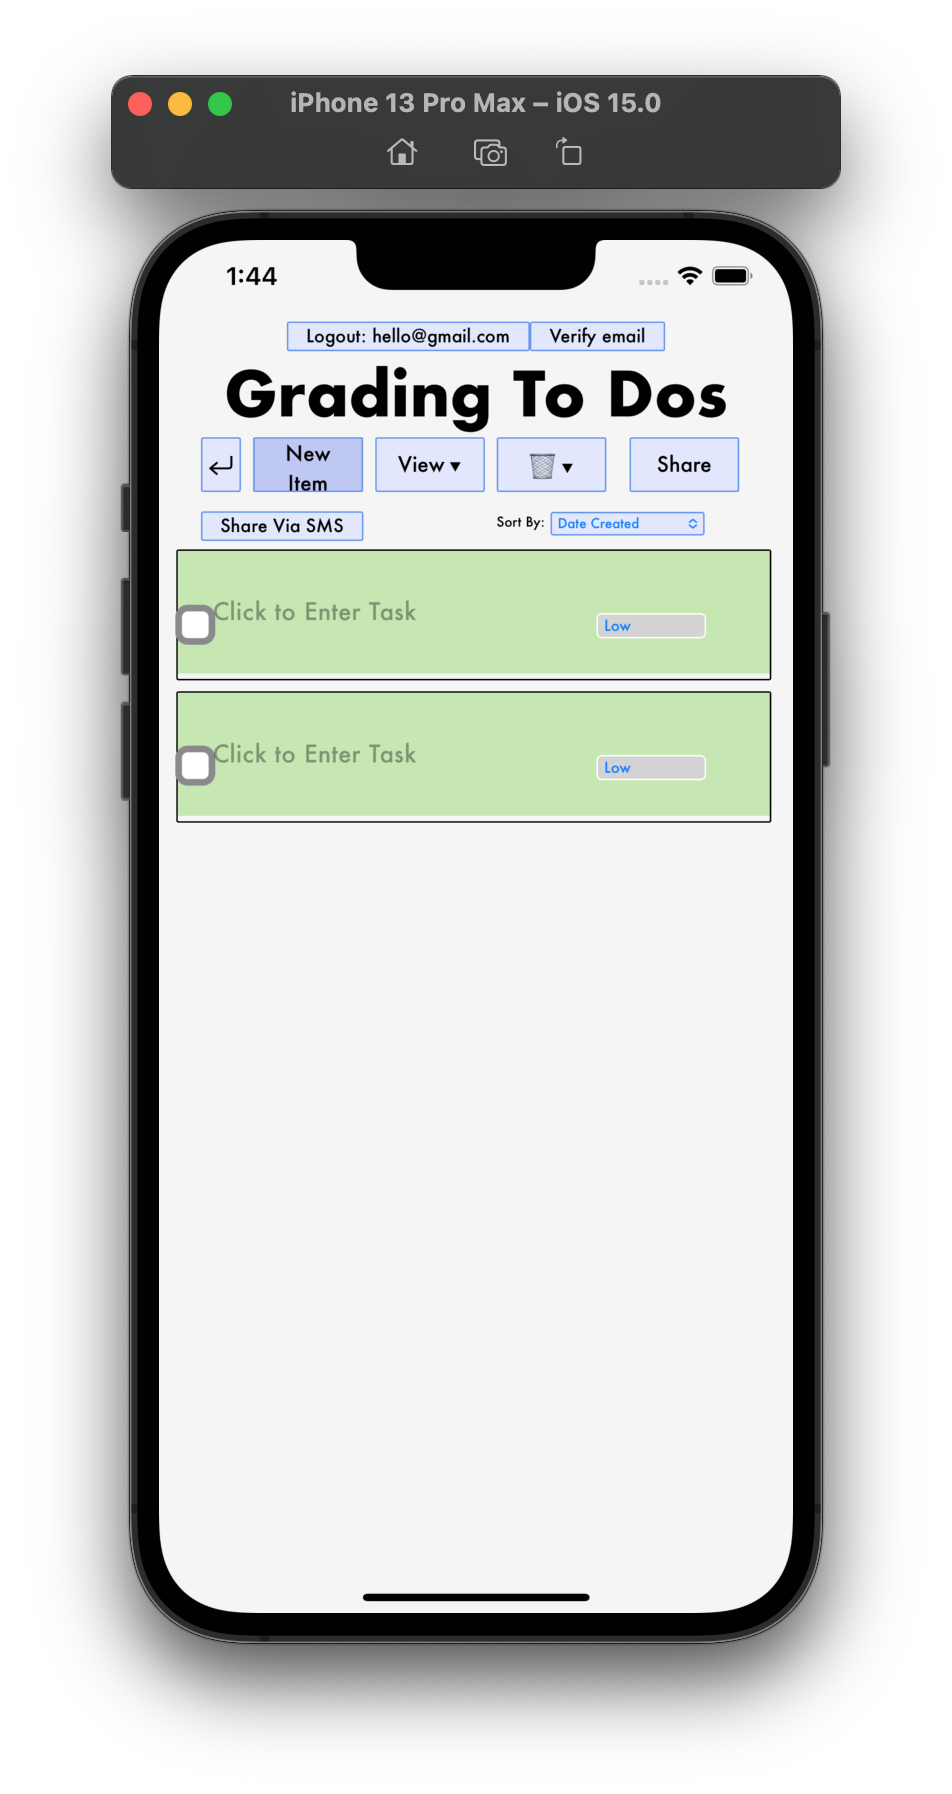 iPhone 13 Pro Max – iOS 15.0
1:44
Logout: hello@gmail.com Verify email
Grading To Dos
New Item View ▾ ▾ Share
Share Via SMS Sort By: Date Created
Click to Enter Task Low
Click to Enter Task Low